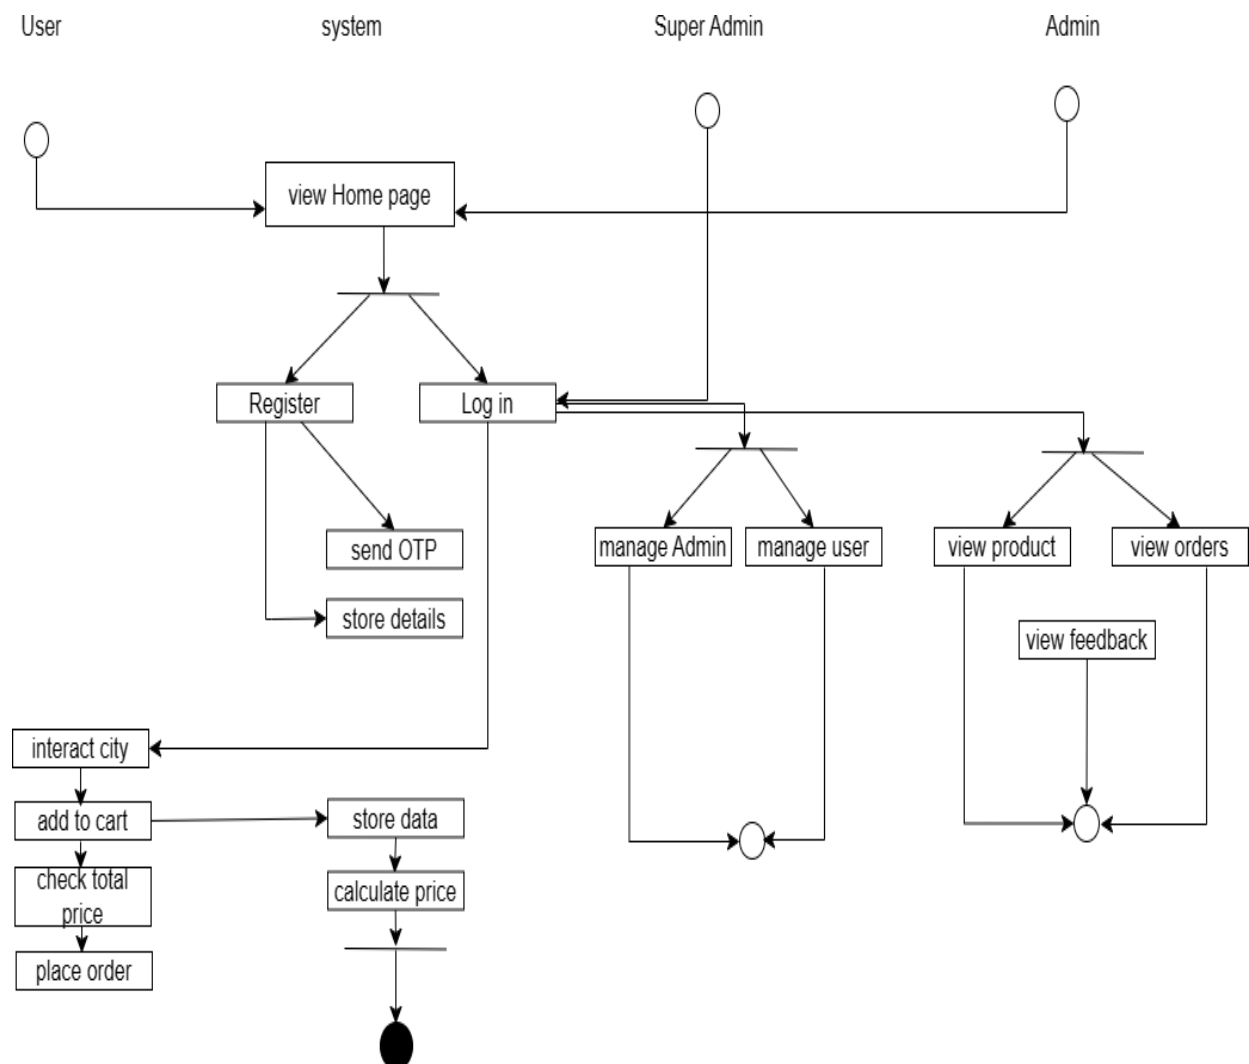 User
system
Super Admin
Admin
view Home page
Register
Log in
send OTP
store details
manage Admin
manage user
view product
view orders
view feedback
interact city
add to cart
check total
price
place order
store data
calculate price